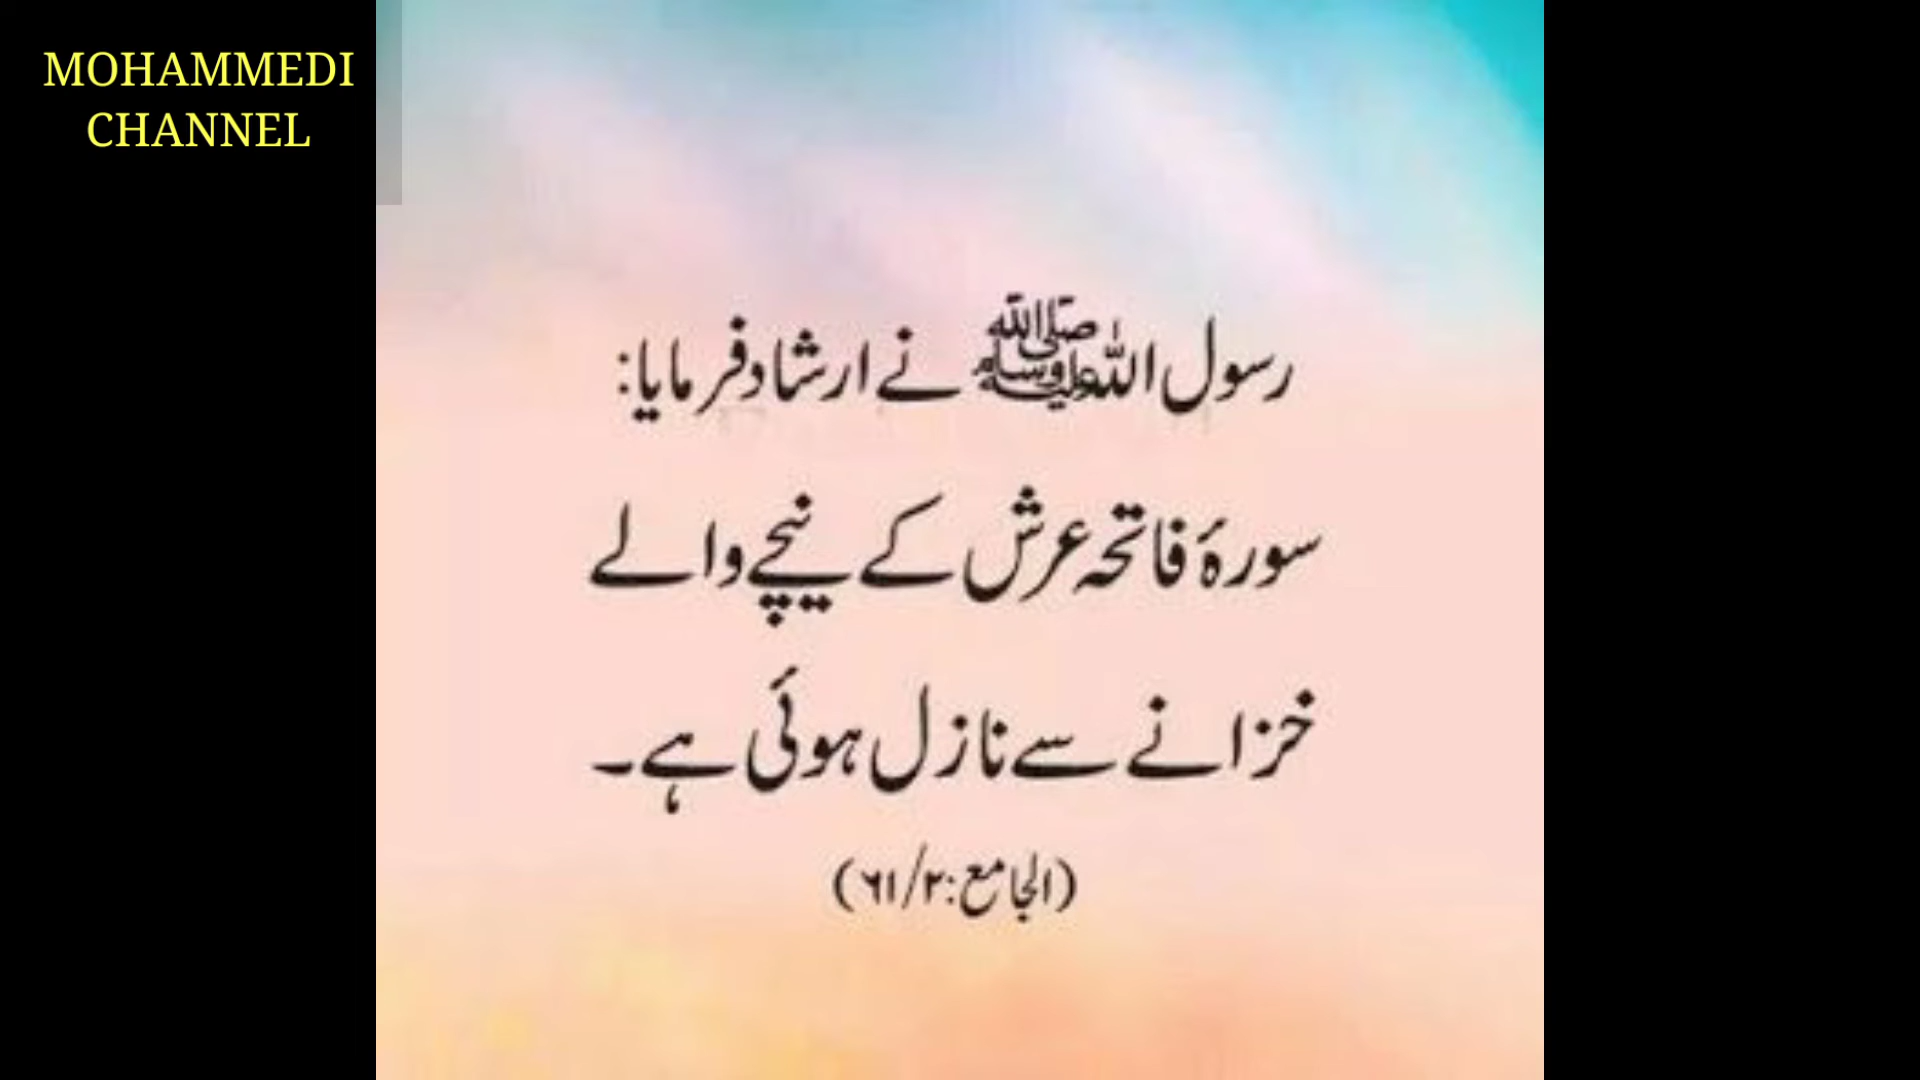 MOHAMMEDI
CHANNEL
رسول اللہ ﷺ نے ارشاد فرمایا:
سورۂ فاتحہ عرش کے نیچے والے
خزانے سے نازل ہوئی ہے۔
(الجامع: ۲/۶۱)